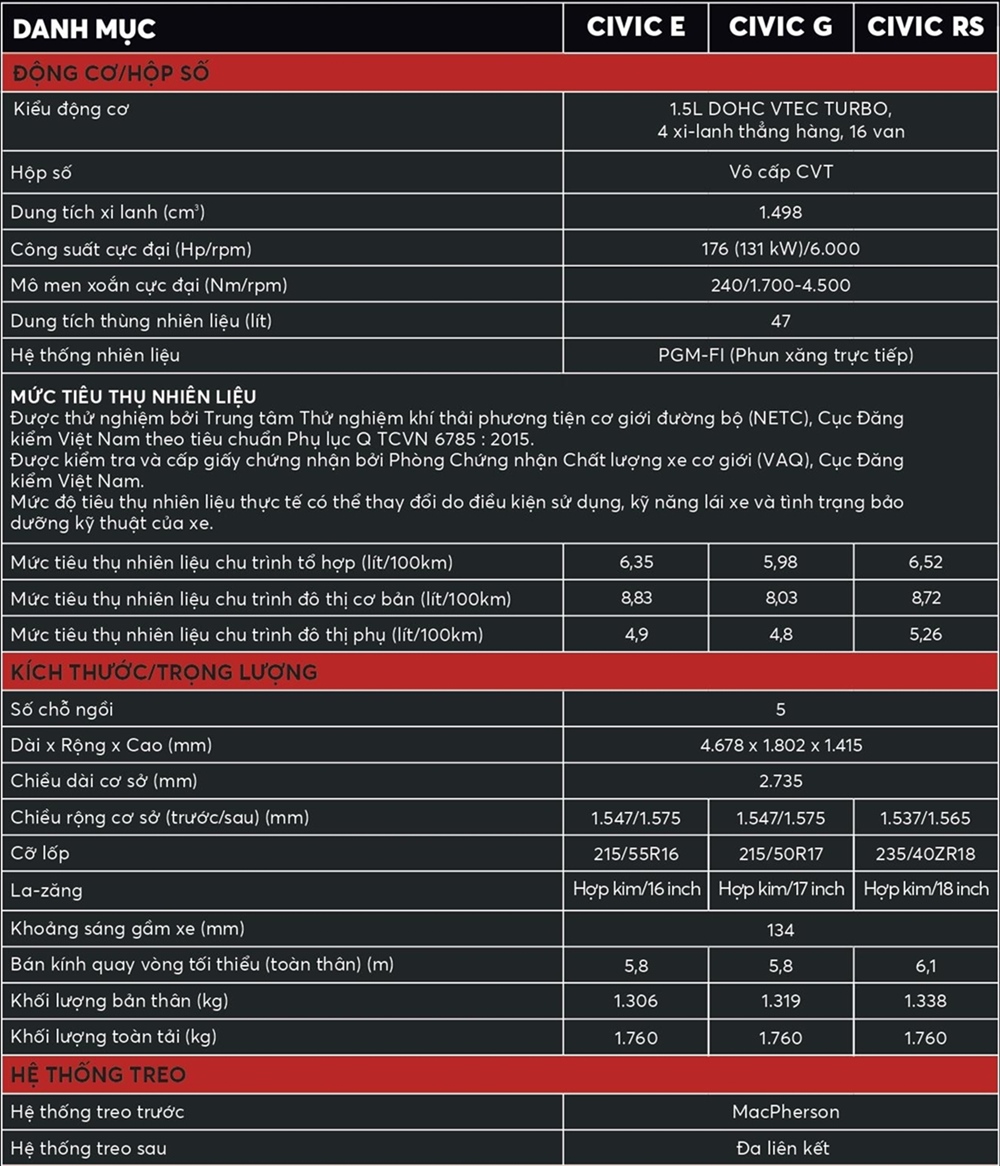 DANH MỤC CIVIC E CIVIC G CIVIC RS
ĐỘNG CƠ/HỘP SỐ
Kiểu động cơ 1.5L DOHC VTEC TURBO,
4 xi-lanh thẳng hàng, 16 van
Hộp số Vô cấp CVT
Dung tích xi lanh (cm³) 1.498
Công suất cực đại (Hp/rpm) 176 (131 kW)/6.000
Mô men xoắn cực đại (Nm/rpm) 240/1.700-4.500
Dung tích thùng nhiên liệu (lít) 47
Hệ thống nhiên liệu PGM-FI (Phun xăng trực tiếp)
MỨC TIÊU THỤ NHIÊN LIỆU
Được thử nghiệm bởi Trung tâm Thử nghiệm khí thải phương tiện cơ giới đường bộ (NETC), Cục Đăng
kiểm Việt Nam theo tiêu chuẩn Phụ lục Q TCVN 6785 : 2015.
Được kiểm tra và cấp giấy chứng nhận bởi Phòng Chứng nhận Chất lượng xe cơ giới (VAQ), Cục Đăng
kiểm Việt Nam.
Mức độ tiêu thụ nhiên liệu thực tế có thể thay đổi do điều kiện sử dụng, kỹ năng lái xe và tình trạng bảo
dưỡng kỹ thuật của xe.
Mức tiêu thụ nhiên liệu chu trình tổ hợp (lít/100km) 6,35 5,98 6,52
Mức tiêu thụ nhiên liệu chu trình đô thị cơ bản (lít/100km) 8,83 8,03 8,72
Mức tiêu thụ nhiên liệu chu trình đô thị phụ (lít/100km) 4,9 4,8 5,26
KÍCH THƯỚC/TRỌNG LƯỢNG
Số chỗ ngồi 5
Dài x Rộng x Cao (mm) 4.678 x 1.802 x 1.415
Chiều dài cơ sở (mm) 2.735
Chiều rộng cơ sở (trước/sau) (mm) 1.547/1.575 1.547/1.575 1.537/1.565
Cỡ lốp 215/55R16 215/50R17 235/40ZR18
La-zăng Hợp kim/16 inch Hợp kim/17 inch Hợp kim/18 inch
Khoảng sáng gầm xe (mm) 134
Bán kính quay vòng tối thiểu (toàn thân) (m) 5,8 5,8 6,1
Khối lượng bản thân (kg) 1.306 1.319 1.338
Khối lượng toàn tải (kg) 1.760 1.760 1.760
HỆ THỐNG TREO
Hệ thống treo trước MacPherson
Hệ thống treo sau Đa liên kết